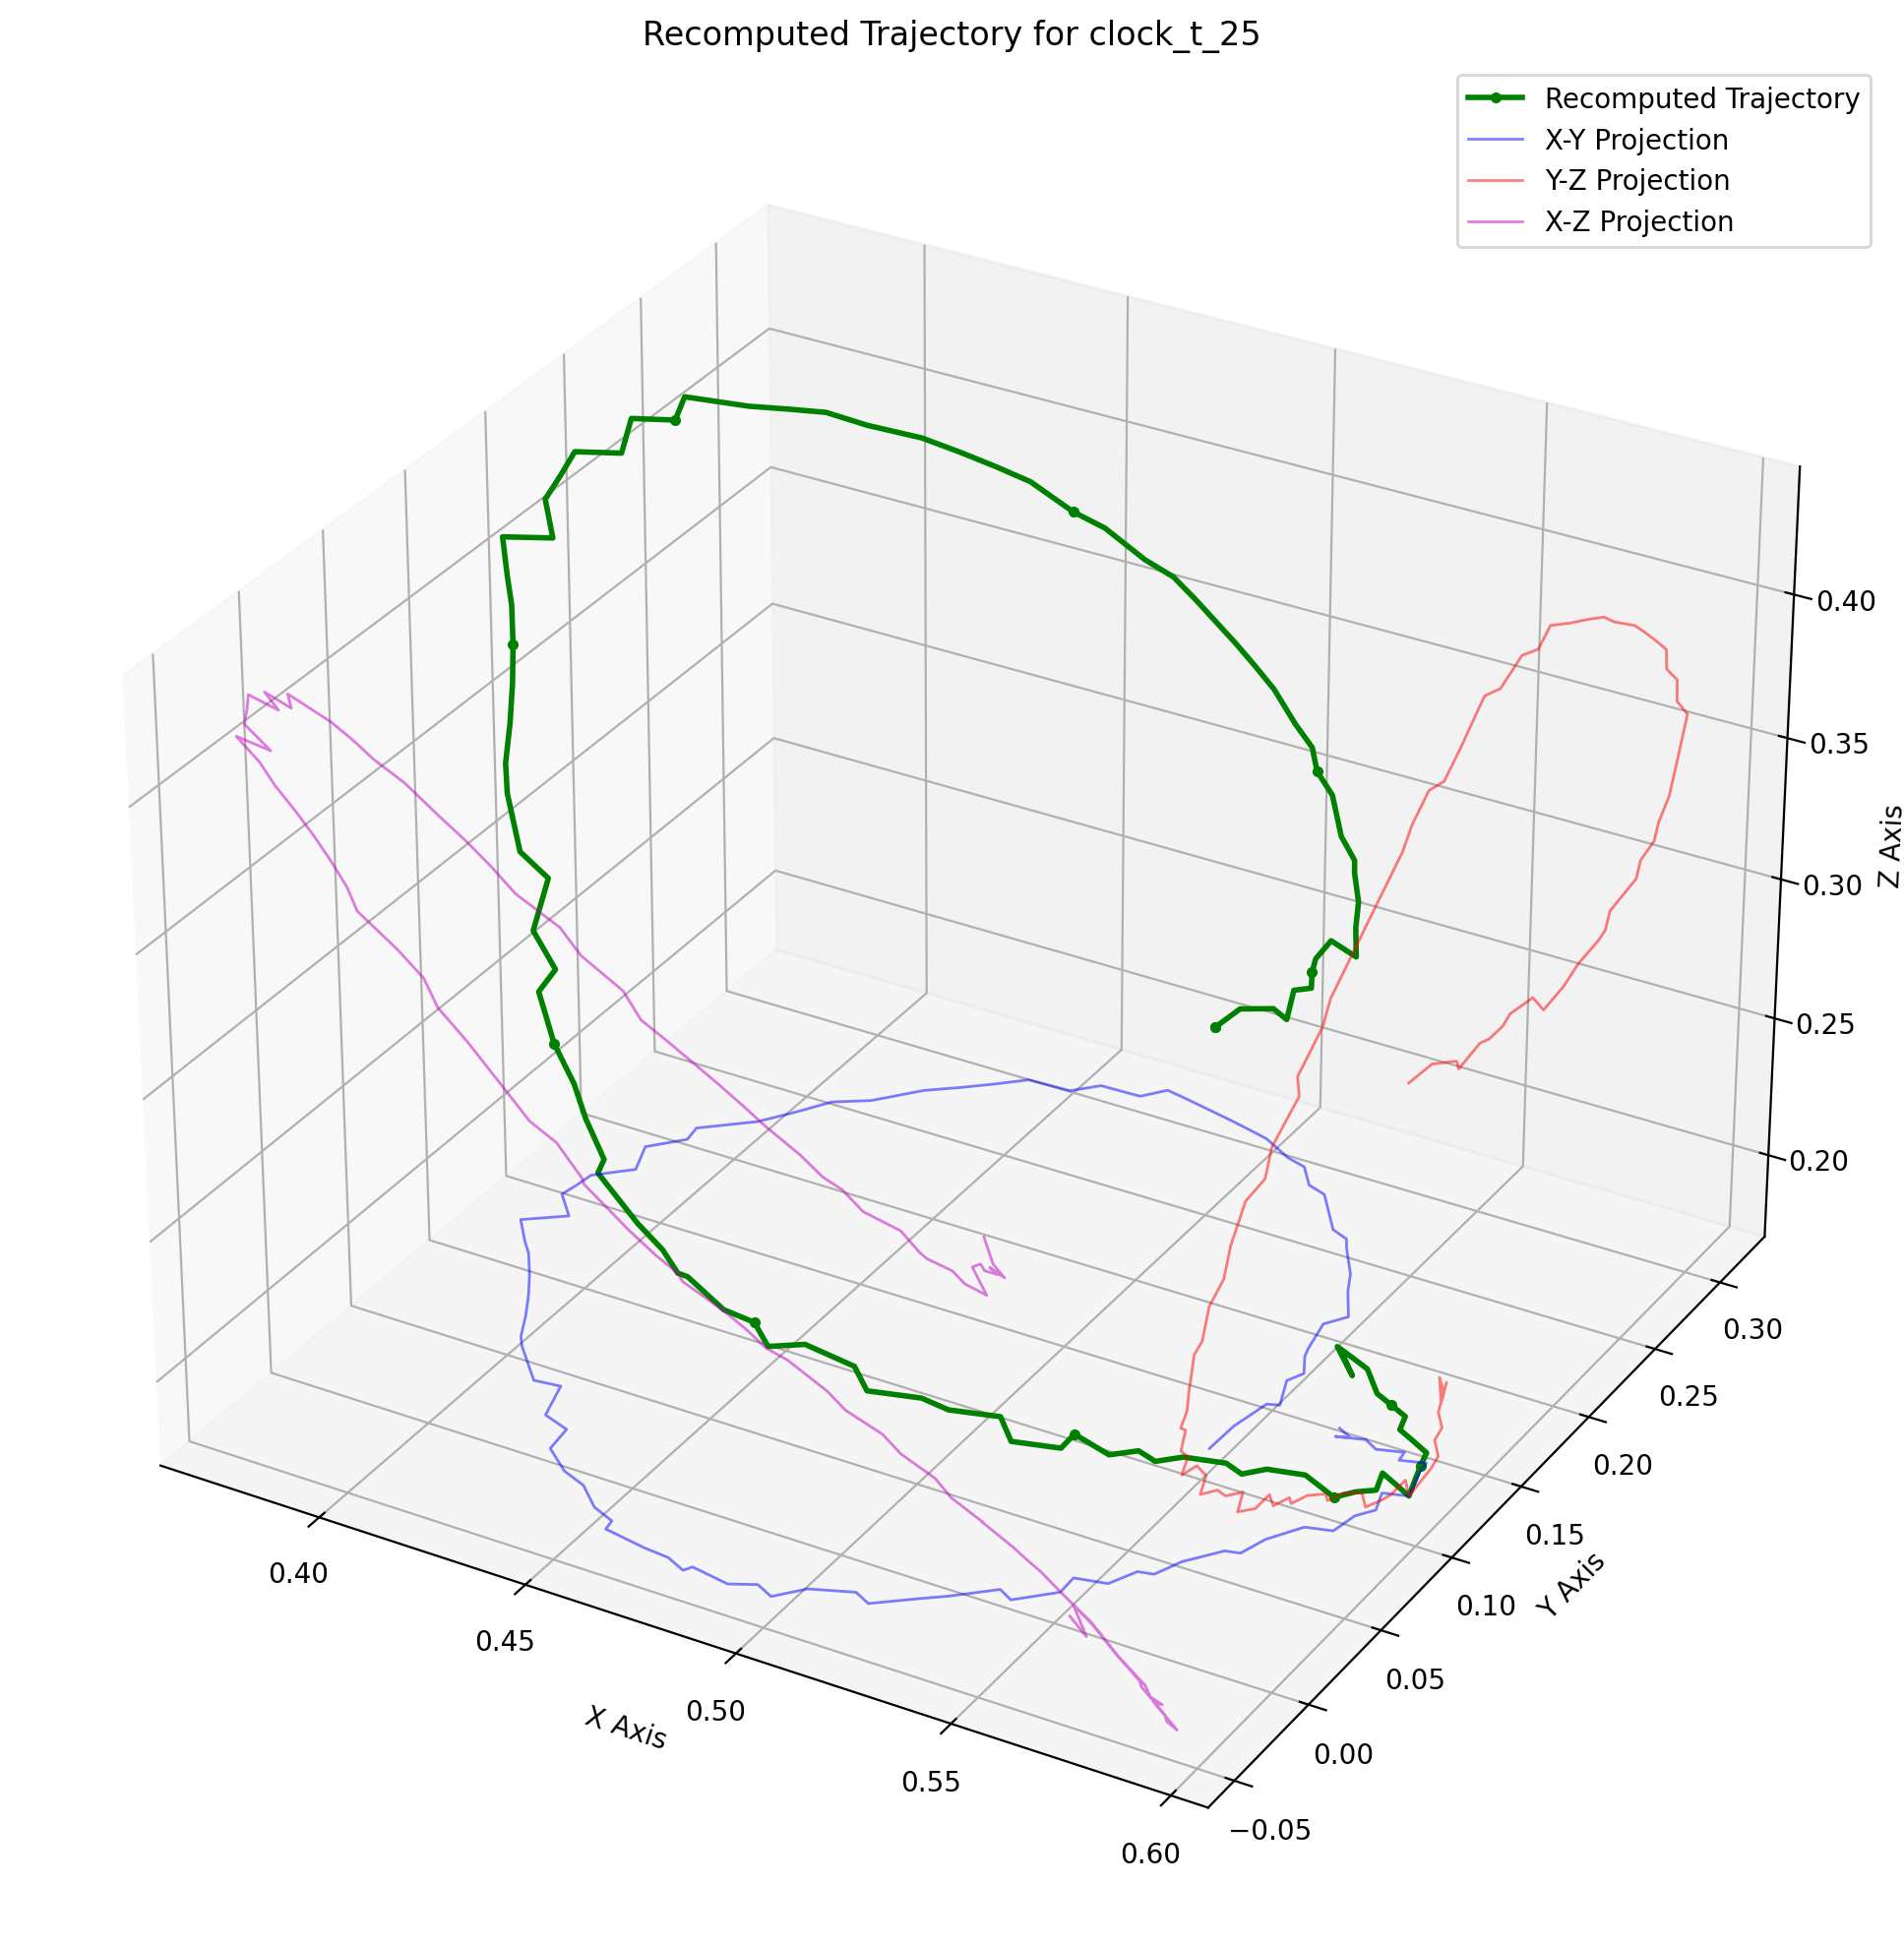 Recomputed Trajectory for clock_t_25
Recomputed Trajectory
X-Y Projection
Y-Z Projection
X-Z Projection
0.40
0.35
Z Axis
0.30
0.25
0.20
0.30
0.25
0.20
0.15
Y Axis
0.10
0.05
0.00
−0.05
0.40
0.45
0.50
X Axis
0.55
0.60